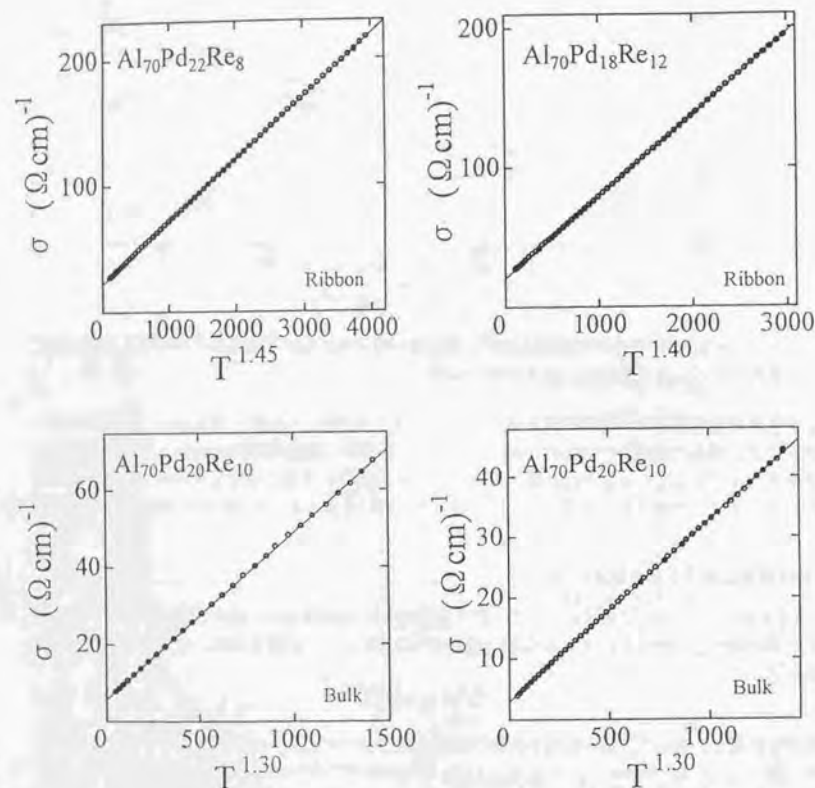 Al70Pd22Re8
200
100
σ (Ω cm)-1
Ribbon
0 1000 2000 3000 4000
T1.45
Al70Pd18Re12
200
100
σ (Ω cm)-1
Ribbon
0 1000 2000 3000
T1.40
Al70Pd20Re10
60
40
20
σ (Ω cm)-1
Bulk
0 500 1000 1500
T1.30
Al70Pd20Re10
40
30
20
10
σ (Ω cm)-1
Bulk
0 500 1000
T1.30